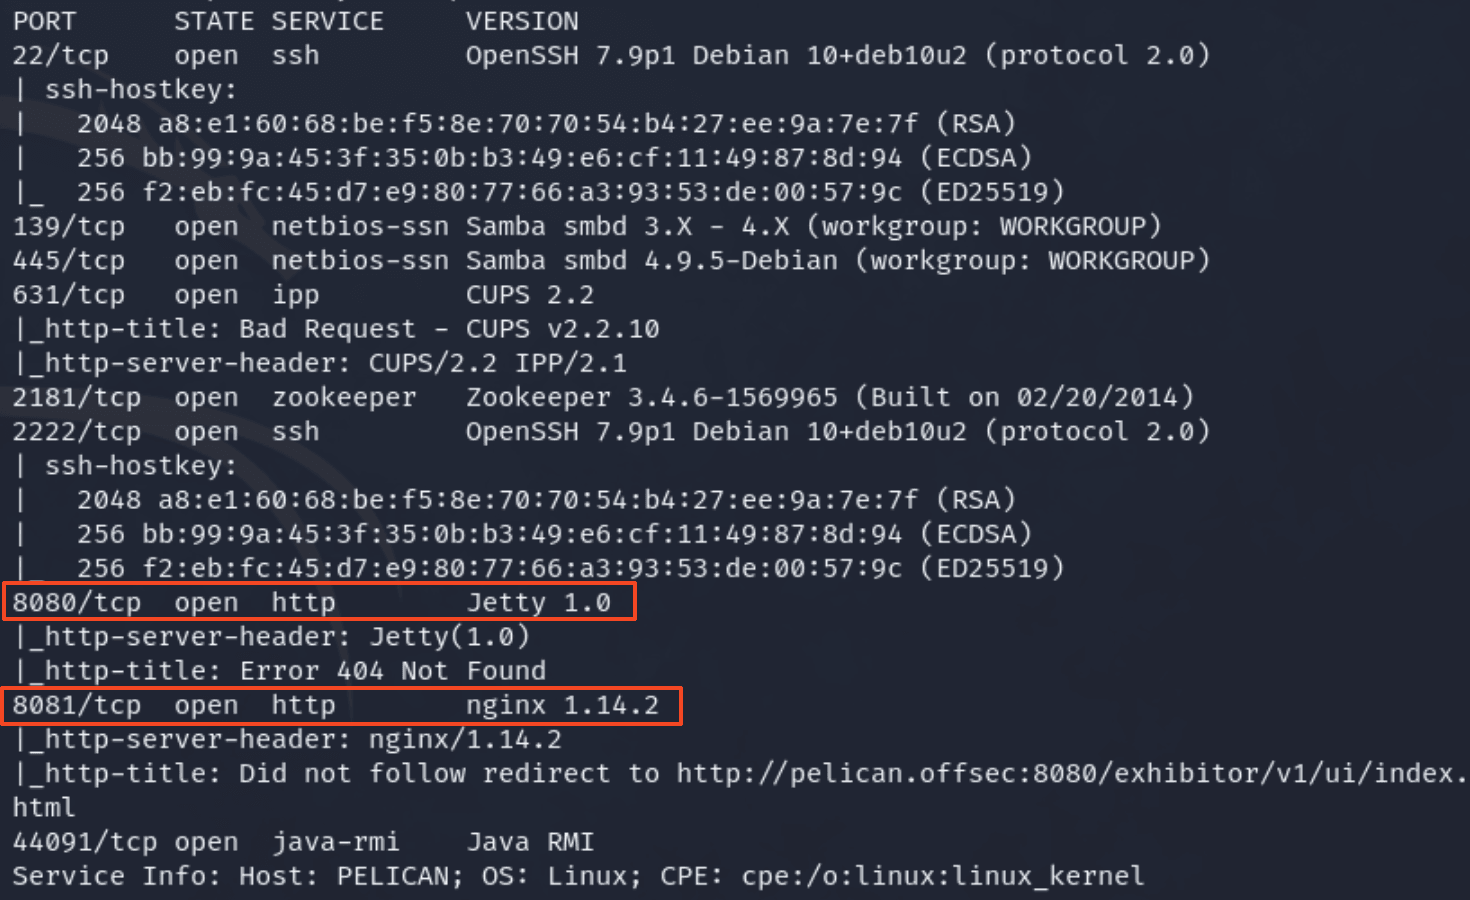 PORT      STATE SERVICE     VERSION
22/tcp    open  ssh         OpenSSH 7.9p1 Debian 10+deb10u2 (protocol 2.0)
| ssh-hostkey:
|   2048 a8:e1:60:68:be:f5:8e:70:70:54:b4:27:ee:9a:7e:7f (RSA)
|   256 bb:99:9a:45:3f:35:0b:b3:49:e6:cf:11:49:87:8d:94 (ECDSA)
|_  256 f2:eb:fc:45:d7:e9:80:77:66:a3:93:53:de:00:57:9c (ED25519)
139/tcp   open  netbios-ssn Samba smbd 3.X - 4.X (workgroup: WORKGROUP)
445/tcp   open  netbios-ssn Samba smbd 4.9.5-Debian (workgroup: WORKGROUP)
631/tcp   open  ipp         CUPS 2.2
|_http-title: Bad Request - CUPS v2.2.10
|_http-server-header: CUPS/2.2 IPP/2.1
2181/tcp  open  zookeeper   Zookeeper 3.4.6-1569965 (Built on 02/20/2014)
2222/tcp  open  ssh         OpenSSH 7.9p1 Debian 10+deb10u2 (protocol 2.0)
| ssh-hostkey:
|   2048 a8:e1:60:68:be:f5:8e:70:70:54:b4:27:ee:9a:7e:7f (RSA)
|   256 bb:99:9a:45:3f:35:0b:b3:49:e6:cf:11:49:87:8d:94 (ECDSA)
|_  256 f2:eb:fc:45:d7:e9:80:77:66:a3:93:53:de:00:57:9c (ED25519)
8080/tcp  open  http        Jetty 1.0
|_http-server-header: Jetty(1.0)
|_http-title: Error 404 Not Found
8081/tcp  open  http        nginx 1.14.2
|_http-server-header: nginx/1.14.2
|_http-title: Did not follow redirect to http://pelican.offsec:8080/exhibitor/v1/ui/index.
html
44091/tcp open  java-rmi    Java RMI
Service Info: Host: PELICAN; OS: Linux; CPE: cpe:/o:linux:linux_kernel